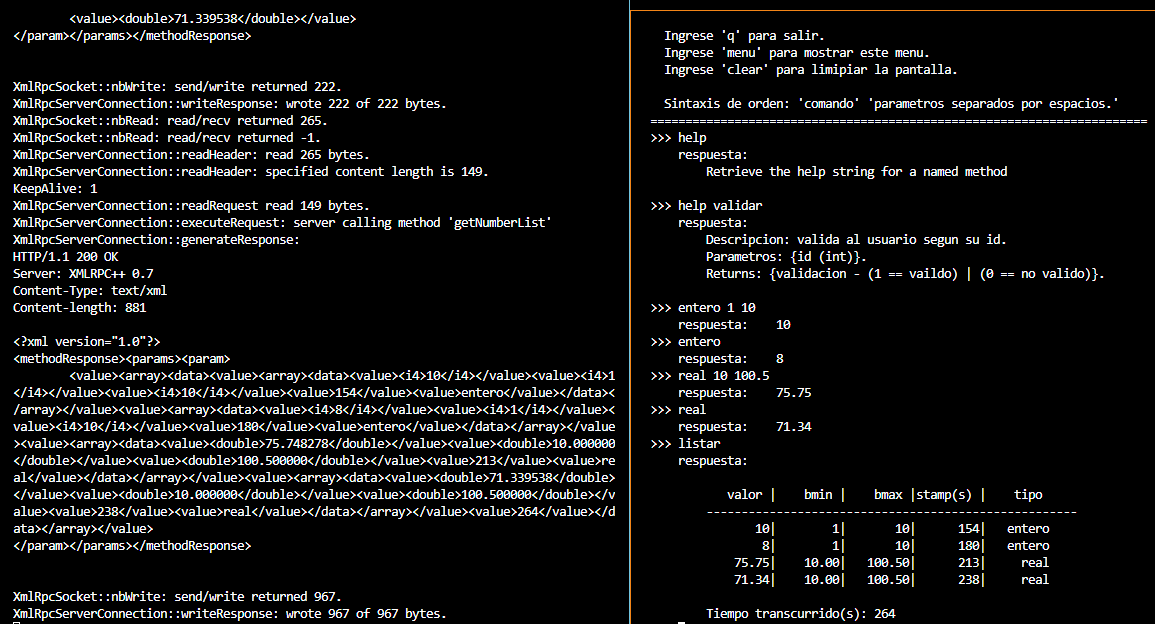 <value><double>71.339538</double></value>
</param></params></methodResponse>
XmlRpcSocket::nbWrite: send/write returned 222.
XmlRpcServerConnection::writeResponse: wrote 222 of 222 bytes.
XmlRpcSocket::nbRead: read/recv returned 265.
XmlRpcSocket::nbRead: read/recv returned -1.
XmlRpcServerConnection::readHeader: read 265 bytes.
XmlRpcServerConnection::readHeader: specified content length is 149.
KeepAlive: 1
XmlRpcServerConnection::readRequest read 149 bytes.
XmlRpcServerConnection::executeRequest: server calling method 'getNumberList'
XmlRpcServerConnection::generateResponse:
HTTP/1.1 200 OK
Server: XMLRPC++ 0.7
Content-Type: text/xml
Content-length: 881
<?xml version="1.0"?>
<methodResponse><params><param>
<value><array><data><value><array><data><value><i4>10</i4></value><value><i4>1
</i4></value><value><i4>10</i4></value><value>154</value><value>entero</value></data><
/array></value><value><array><data><value><i4>8</i4></value><value><i4>1</i4></value><
value><i4>10</i4></value><value>180</value><value>entero</value></data></array></value
><value><array><data><value><double>75.748278</double></value><value><double>10.000000
</double></value><value><double>100.500000</double></value><value>213</value><value>re
al</value></data></array></value><value><array><data><value><double>71.339538</double>
</value><value><double>10.000000</double></value><value><double>100.500000</double></v
alue><value>238</value><value>real</value></data></array></value><value>264</value></d
ata></array></value>
</param></params></methodResponse>
XmlRpcSocket::nbWrite: send/write returned 967.
XmlRpcServerConnection::writeResponse: wrote 967 of 967 bytes.
Ingrese 'q' para salir.
Ingrese 'menu' para mostrar este menu.
Ingrese 'clear' para limipiar la pantalla.
Sintaxis de orden: 'comando' 'parametros separados por espacios.'
=======================================================================
>>> help
respuesta:
Retrieve the help string for a named method
>>> help validar
respuesta:
Descripcion: valida al usuario segun su id.
Parametros: {id (int)}.
Returns: {validacion - (1 == vaildo) | (0 == no valido)}.
>>> entero 1 10
respuesta: 10
>>> entero
respuesta: 8
>>> real 10 100.5
respuesta: 75.75
>>> real
respuesta: 71.34
>>> listar
respuesta:
valor | bmin | bmax |stamp(s) | tipo
-----------------------------------------------------
10| 1| 10| 154| entero
8| 1| 10| 180| entero
75.75| 10.00| 100.50| 213| real
71.34| 10.00| 100.50| 238| real
Tiempo transcurrido(s): 264